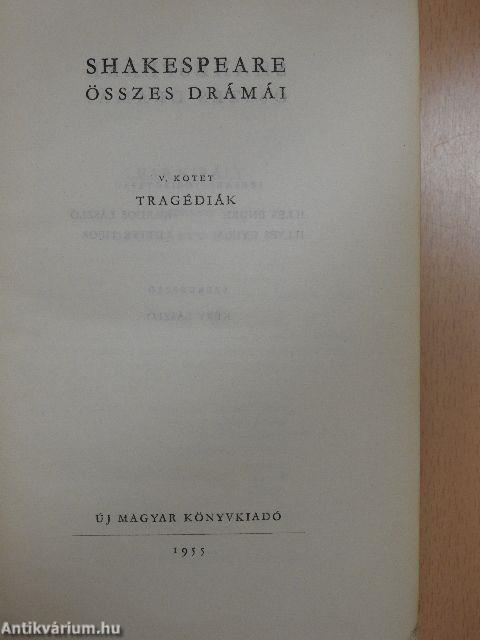 SHAKESPEARE
ÖSSZES DRÁMÁI
V. KÖTET
TRAGÉDIÁK
ÚJ MAGYAR KÖNYVKIADÓ
1955
Antikvárium.hu